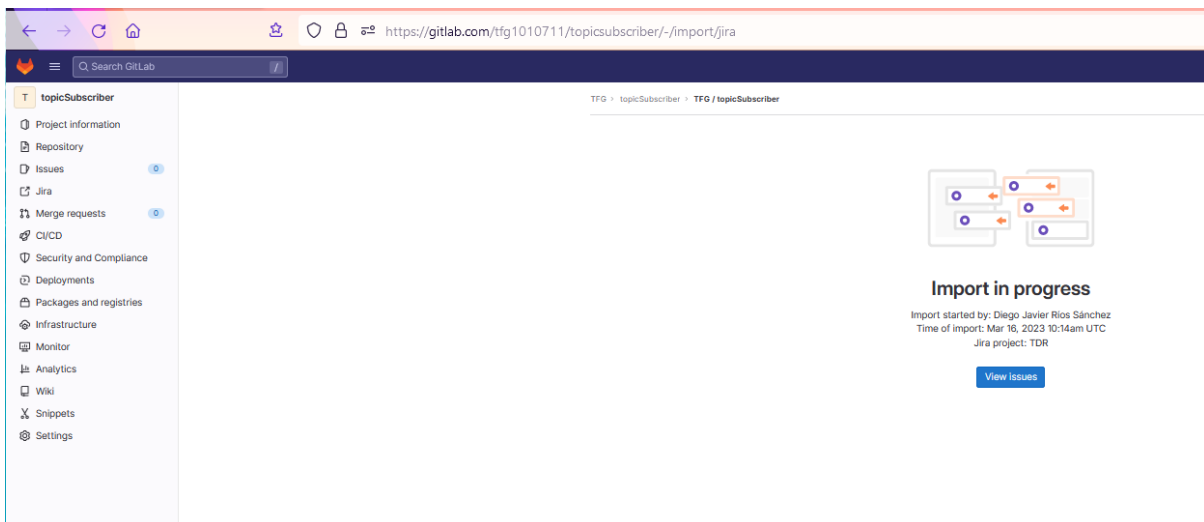 https://gitlab.com/tfg1010711/topicsubscriber/-/import/jira
Search GitLab /
T topicSubscriber
Project information
Repository
Issues 0
Jira
Merge requests 0
CI/CD
Security and Compliance
Deployments
Packages and registries
Infrastructure
Monitor
Analytics
Wiki
Snippets
Settings
TFG > topicSubscriber > TFG / topicSubscriber
Import in progress
Import started by: Diego Javier Ríos Sánchez
Time of import: Mar 16, 2023 10:14am UTC
Jira project: TDR
View issues